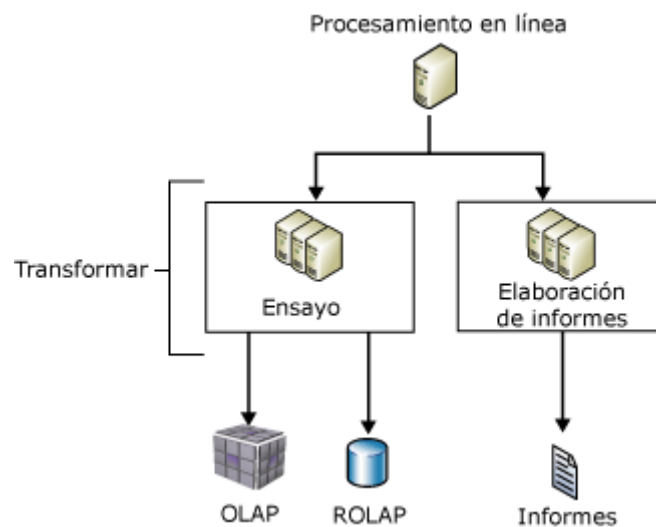 Procesamiento en línea
Transformar
Ensayo
Elaboración
de informes
OLAP
ROLAP
Informes